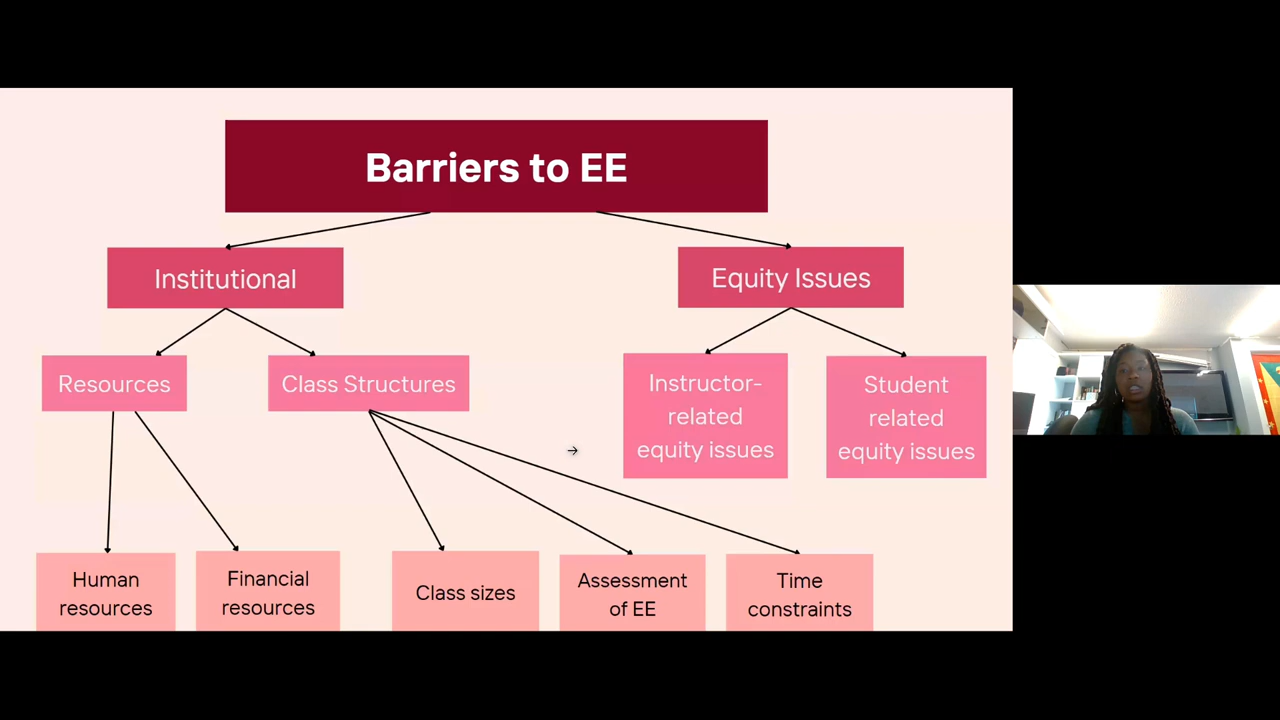 Barriers to EE
Institutional
Equity Issues
Resources
Class Structures
Instructor-
related
equity issues
Student
related
equity issues
Human
resources
Financial
resources
Class sizes
Assessment
of EE
Time
constraints